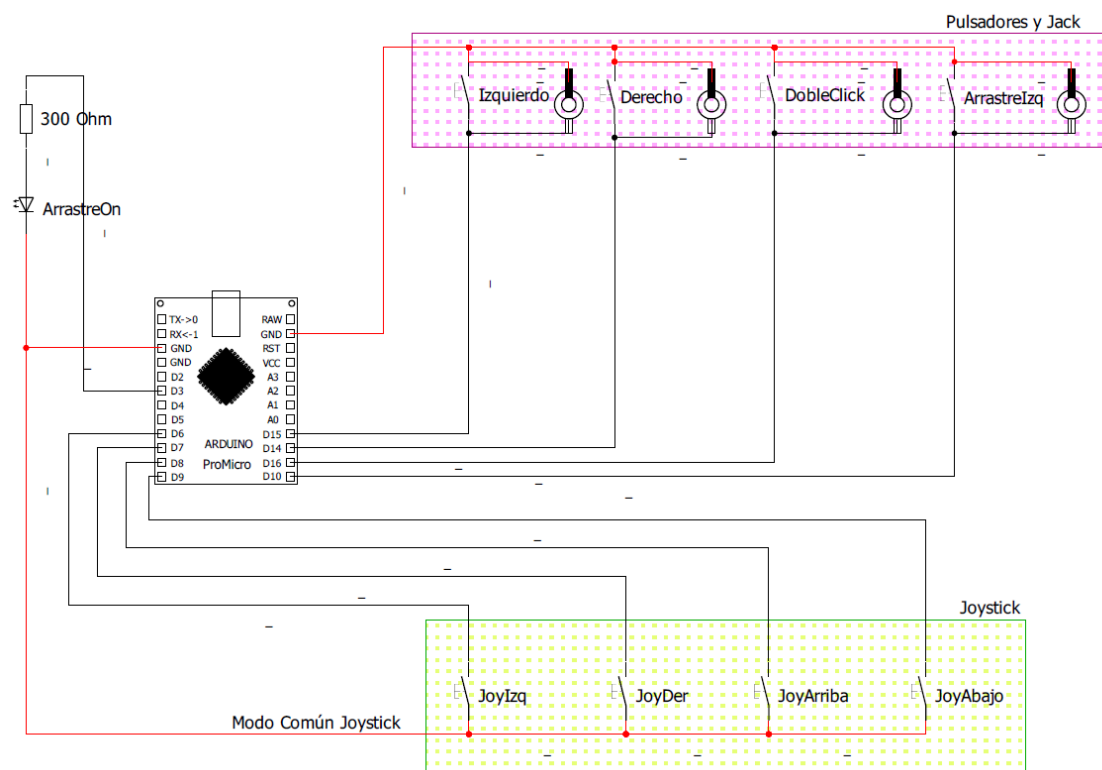 Pulsadores y Jack
Izquierdo
Derecho
DobleClick
ArrastreIzq
300 Ohm
ArrastreOn
TX->0
RAW
RX<-1
GND
GND
RST
GND
VCC
D2
A3
D3
A2
D4
A1
D5
A0
D6
D15
D7
ARDUINO
D14
D8
ProMicro
D16
D9
D10
Joystick
JoyIzq
JoyDer
JoyArriba
JoyAbajo
Modo Común Joystick